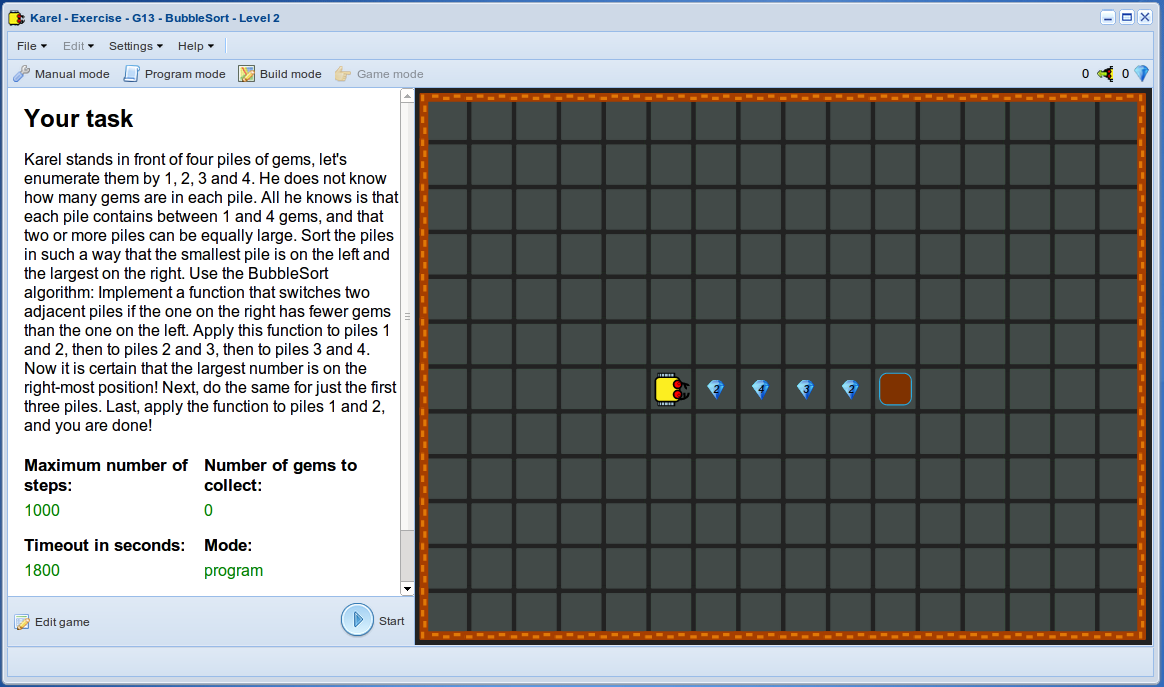 Karel - Exercise - G13 - BubbleSort - Level 2
File Edit Settings Help
Manual mode Program mode Build mode Game mode 0 0
Your task
Karel stands in front of four piles of gems, let's
enumerate them by 1, 2, 3 and 4. He does not know
how many gems are in each pile. All he knows is that
each pile contains between 1 and 4 gems, and that
two or more piles can be equally large. Sort the piles
in such a way that the smallest pile is on the left and
the largest on the right. Use the BubbleSort
algorithm: Implement a function that switches two
adjacent piles if the one on the right has fewer gems
than the one on the left. Apply this function to piles 1
and 2, then to piles 2 and 3, then to piles 3 and 4.
Now it is certain that the largest number is on the
right-most position! Next, do the same for just the first
three piles. Last, apply the function to piles 1 and 2,
and you are done!
Maximum number of
steps:
1000
Number of gems to
collect:
0
Timeout in seconds:
1800
Mode:
program
2 4 3 2
Edit game Start